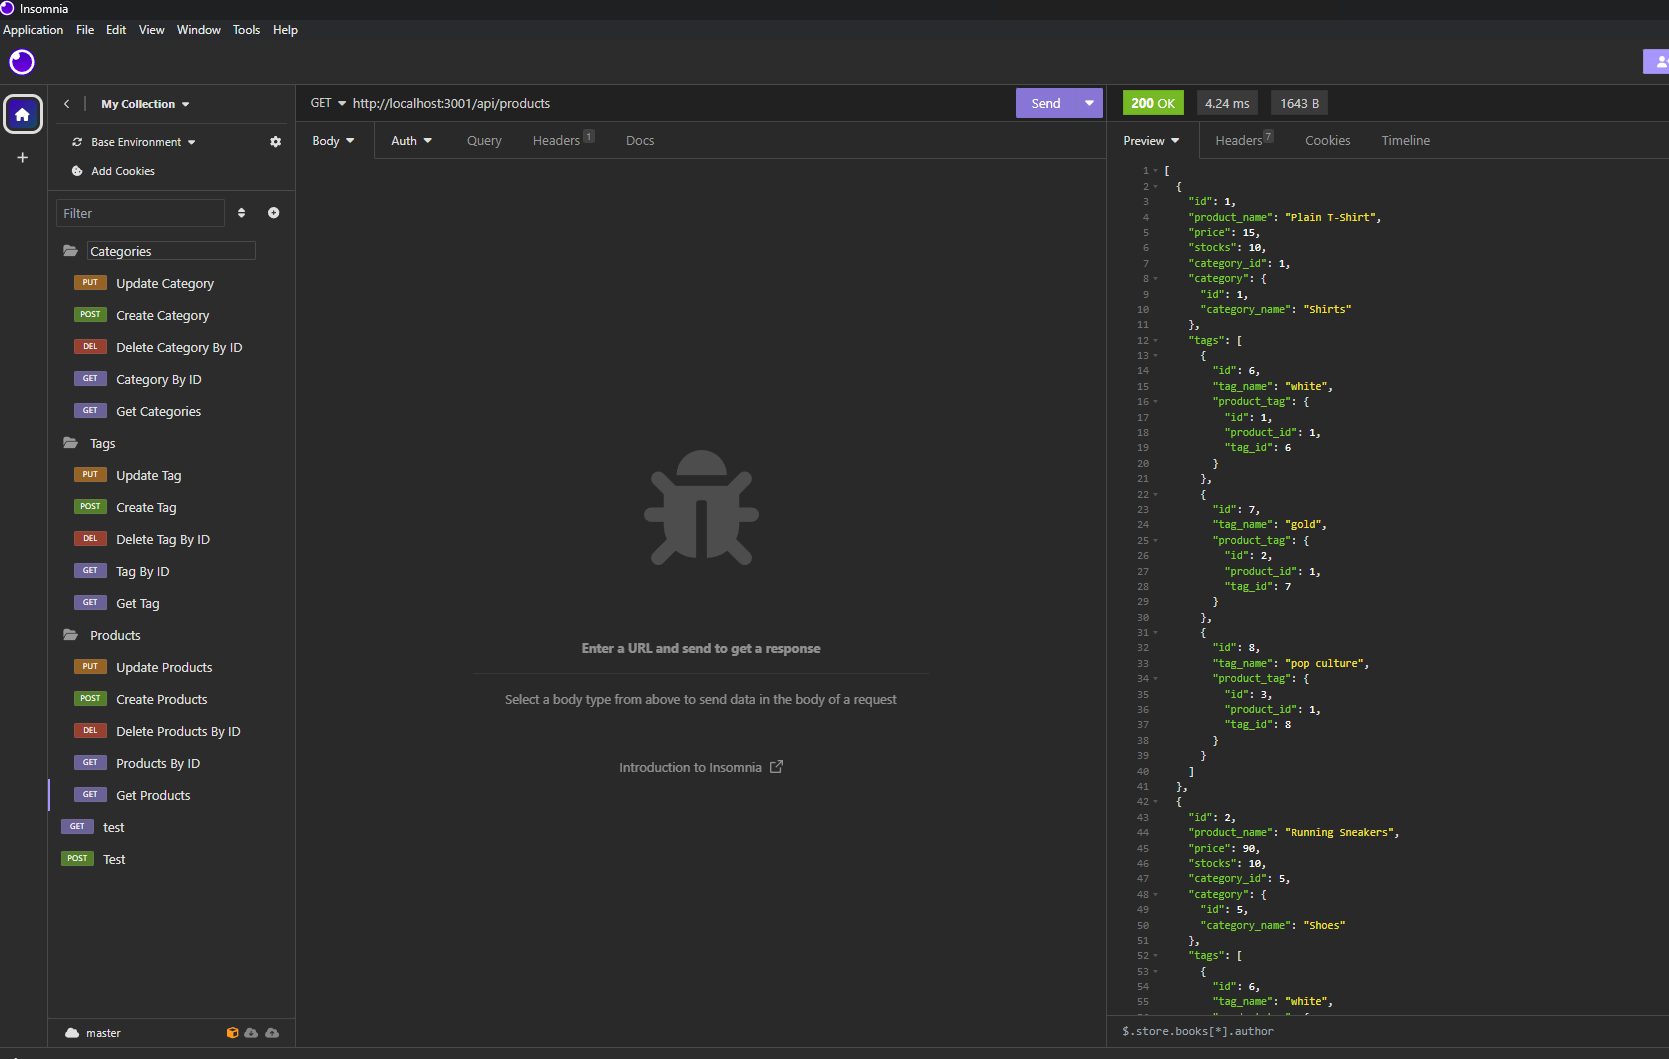 Insomnia
Application File Edit View Window Tools Help
My Collection
Base Environment
Add Cookies
Filter
Categories
PUT Update Category
POST Create Category
DEL Delete Category By ID
GET Category By ID
GET Get Categories
Tags
PUT Update Tag
POST Create Tag
DEL Delete Tag By ID
GET Tag By ID
GET Get Tag
Products
PUT Update Products
POST Create Products
DEL Delete Products By ID
GET Products By ID
GET Get Products
GET test
POST Test
master
GET http://localhost:3001/api/products Send
Body Auth Query Headers 1 Docs
Enter a URL and send to get a response
Select a body type from above to send data in the body of a request
Introduction to Insomnia
200 OK 4.24 ms 1643 B
Preview Headers 7 Cookies Timeline
1 [
2 {
3 "id": 1,
4 "product_name": "Plain T-Shirt",
5 "price": 15,
6 "stocks": 10,
7 "category_id": 1,
8 "category": {
9 "id": 1,
10 "category_name": "Shirts"
11 },
12 "tags": [
13 {
14 "id": 6,
15 "tag_name": "white",
16 "product_tag": {
17 "id": 1,
18 "product_id": 1,
19 "tag_id": 6
20 }
21 },
22 {
23 "id": 7,
24 "tag_name": "gold",
25 "product_tag": {
26 "id": 2,
27 "product_id": 1,
28 "tag_id": 7
29 }
30 },
31 {
32 "id": 8,
33 "tag_name": "pop culture",
34 "product_tag": {
35 "id": 3,
36 "product_id": 1,
37 "tag_id": 8
38 }
39 }
40 ]
41 },
42 {
43 "id": 2,
44 "product_name": "Running Sneakers",
45 "price": 90,
46 "stocks": 10,
47 "category_id": 5,
48 "category": {
49 "id": 5,
50 "category_name": "Shoes"
51 },
52 "tags": [
53 {
54 "id": 6,
55 "tag_name": "white",
$.store.books[*].author